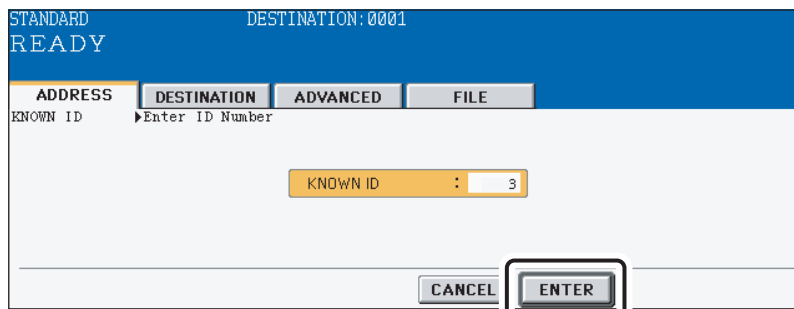 STANDARD DESTINATION:0001
READY
ADDRESS DESTINATION ADVANCED FILE
KNOWN ID ▶Enter ID Number
KNOWN ID : 3
CANCEL ENTER